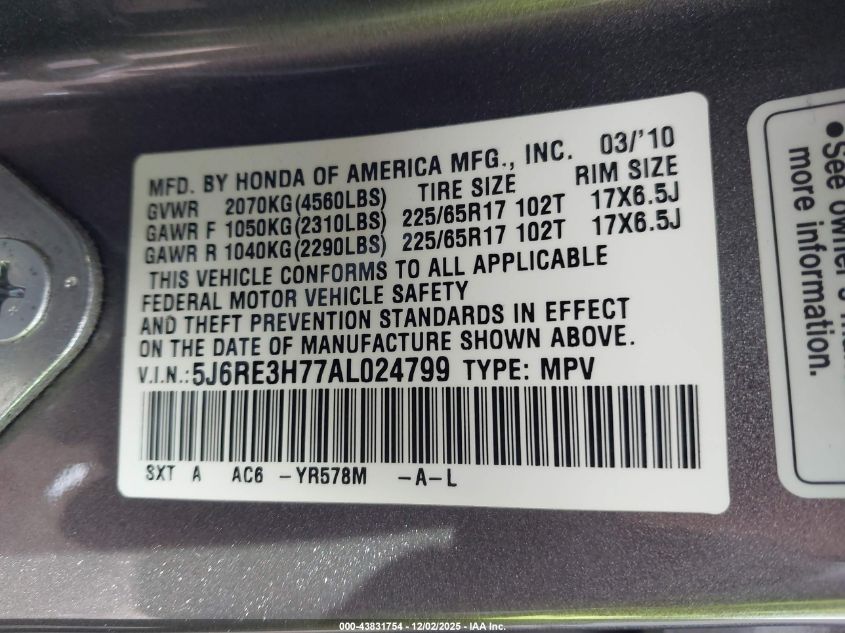 MFD. BY HONDA OF AMERICA MFG., INC. 03/'10
GVWR 2070KG(4560LBS) TIRE SIZE RIM SIZE
GAWR F 1050KG(2310LBS) 225/65R17 102T 17X6.5J
GAWR R 1040KG(2290LBS) 225/65R17 102T 17X6.5J
THIS VEHICLE CONFORMS TO ALL APPLICABLE
FEDERAL MOTOR VEHICLE SAFETY
AND THEFT PREVENTION STANDARDS IN EFFECT
ON THE DATE OF MANUFACTURE SHOWN ABOVE.
V.I.N.:5J6RE3H77AL024799 TYPE: MPV
SXT A AC6 -YR578M -A-L
• See owner's
more information.
000-43831754 - 12/02/2025 - IAA Inc.